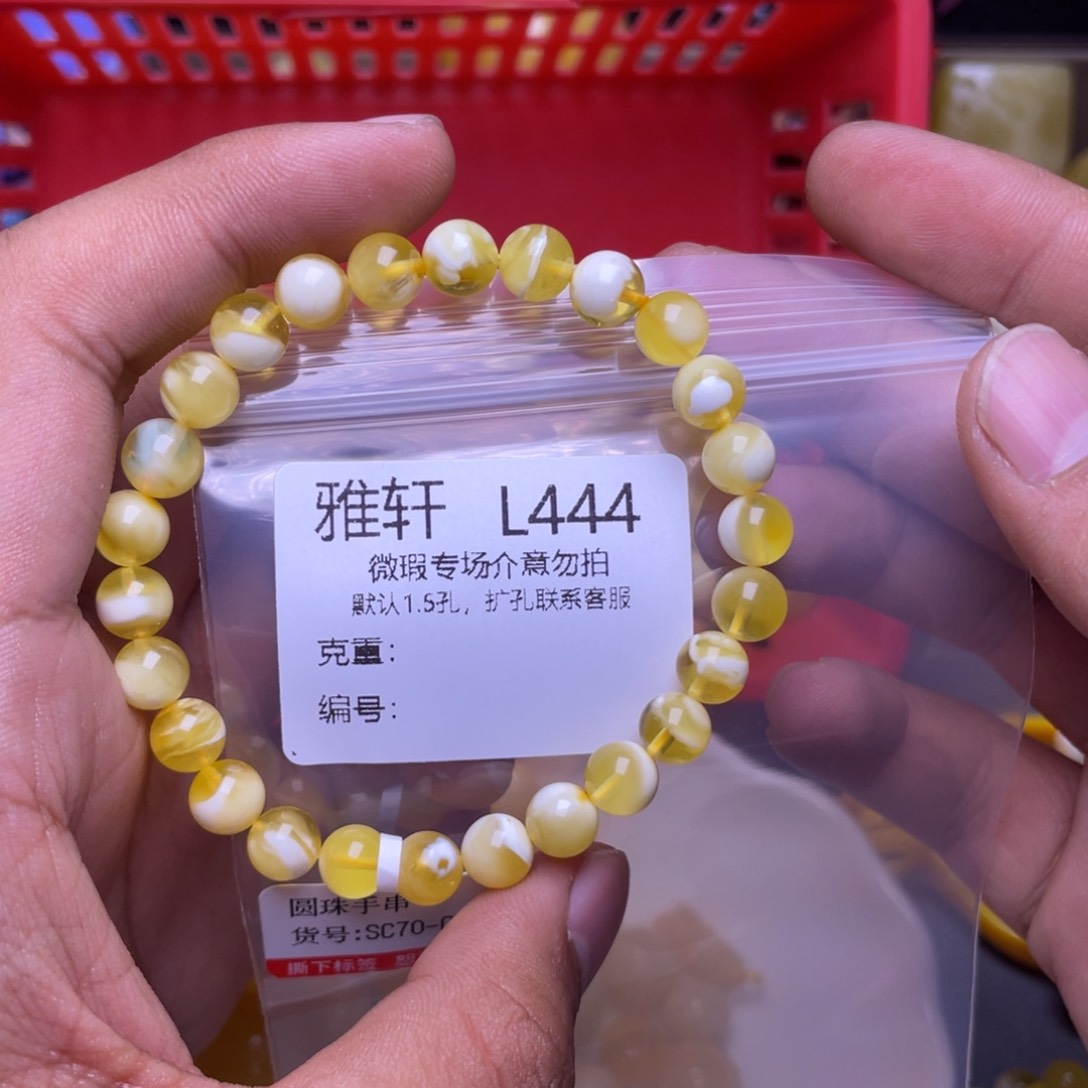 雅轩 L444
微瑕专场介意勿拍
默认1.5孔，扩孔联系客服
克重：
编号：
圆珠手串
货号:SC70-
撕下标签